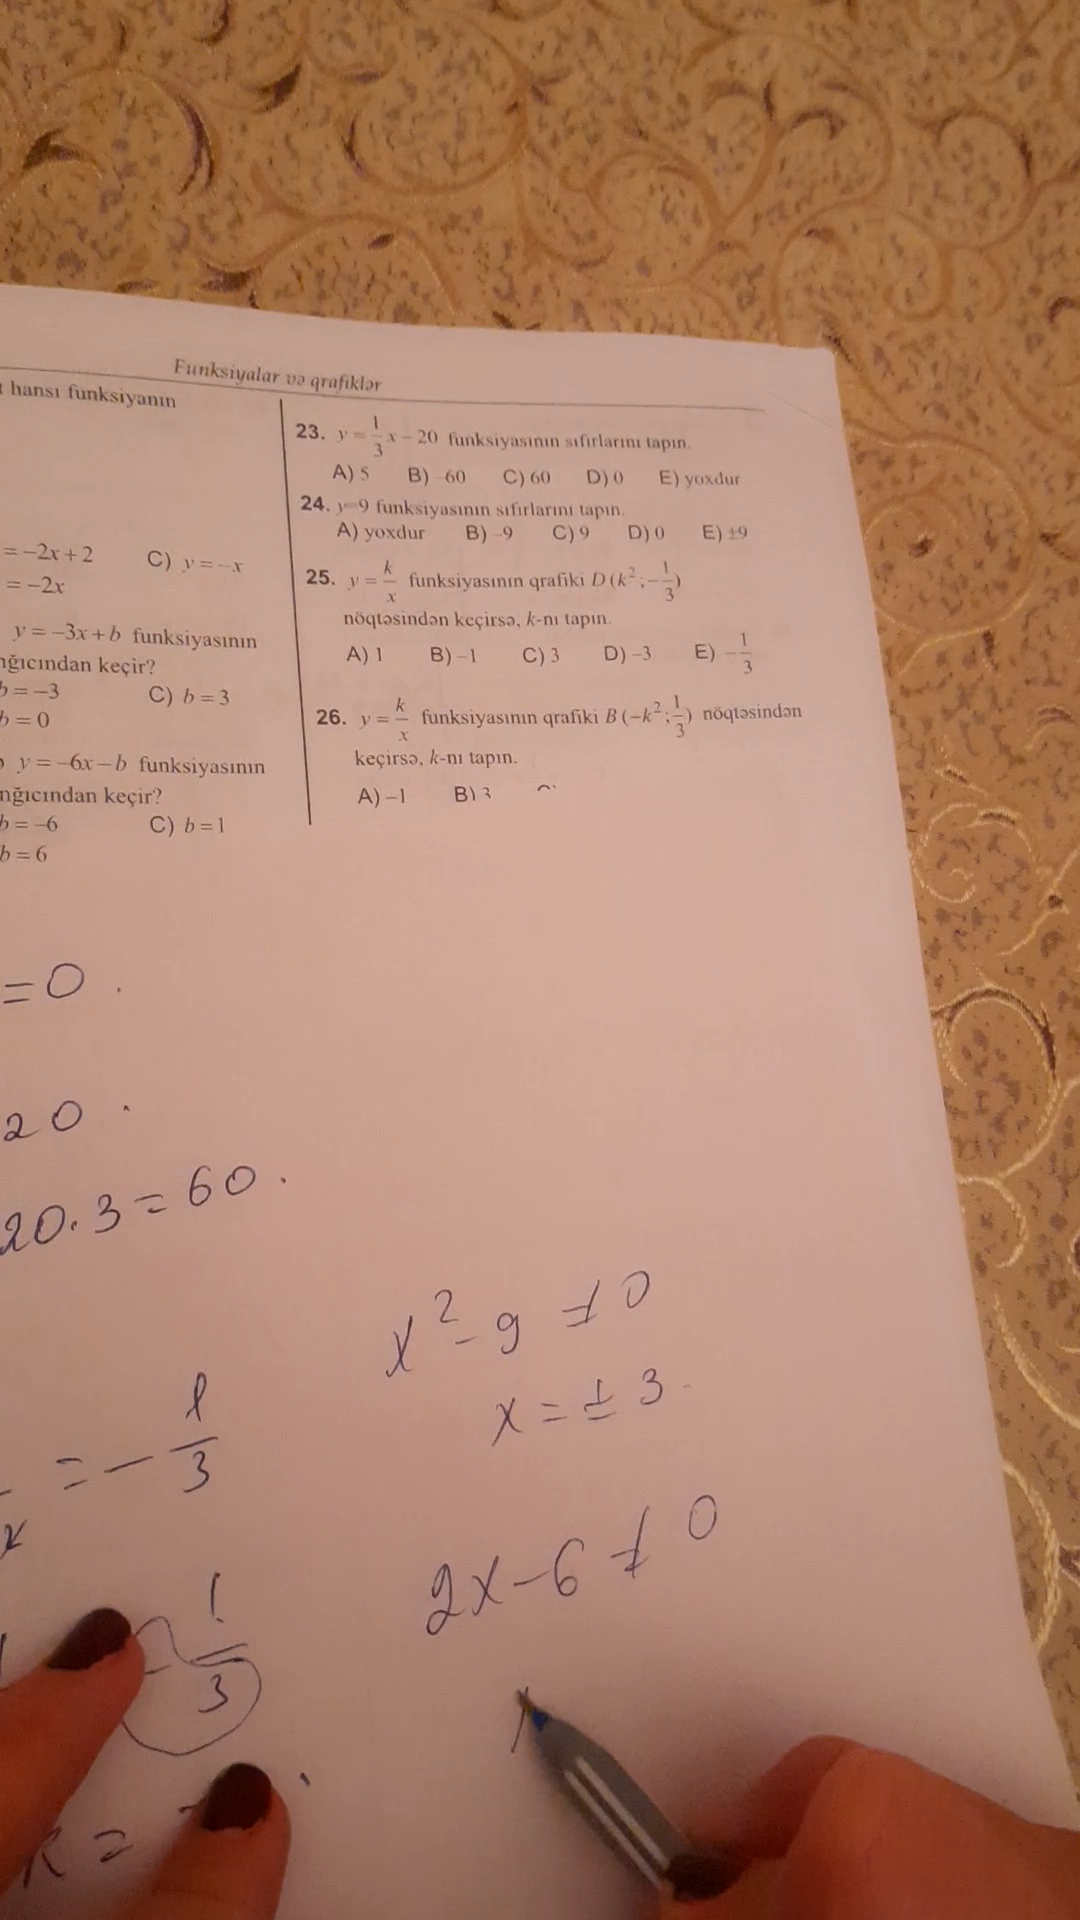 Funksiyalar və qrafiklər
hansı funksiyanın
=-2x+2 C) y=-x
=-2x
y=-3x+b funksiyasının
ngıcından keçir?
b=-3 C) b=3
b=0
y=-6x-b funksiyasının
nğıcından keçir?
b=-6 C) b=1
b=6
23. y=1/3x-20 funksiyasının sıfırlarını tapın.
A) 5 B) -60 C) 60 D) 0 E) yoxdur
24. y=9 funksiyasının sıfırlarını tapın.
A) yoxdur B) -9 C) 9 D) 0 E) ±9
25. y=k/x funksiyasının qrafiki D(k²;-1/3)
nöqtəsindən keçirsə, k-nı tapın.
A) 1 B) -1 C) 3 D) -3 E) -1/3
26. y=k/x funksiyasının qrafiki B(-k²;1/3) nöqtəsindən
keçirsə, k-nı tapın.
A) -1 B) 3
=0.
20.
20·3=60.
=-1/3
x
1/3
x²-9≠0
x=±3.
2x-6≠0